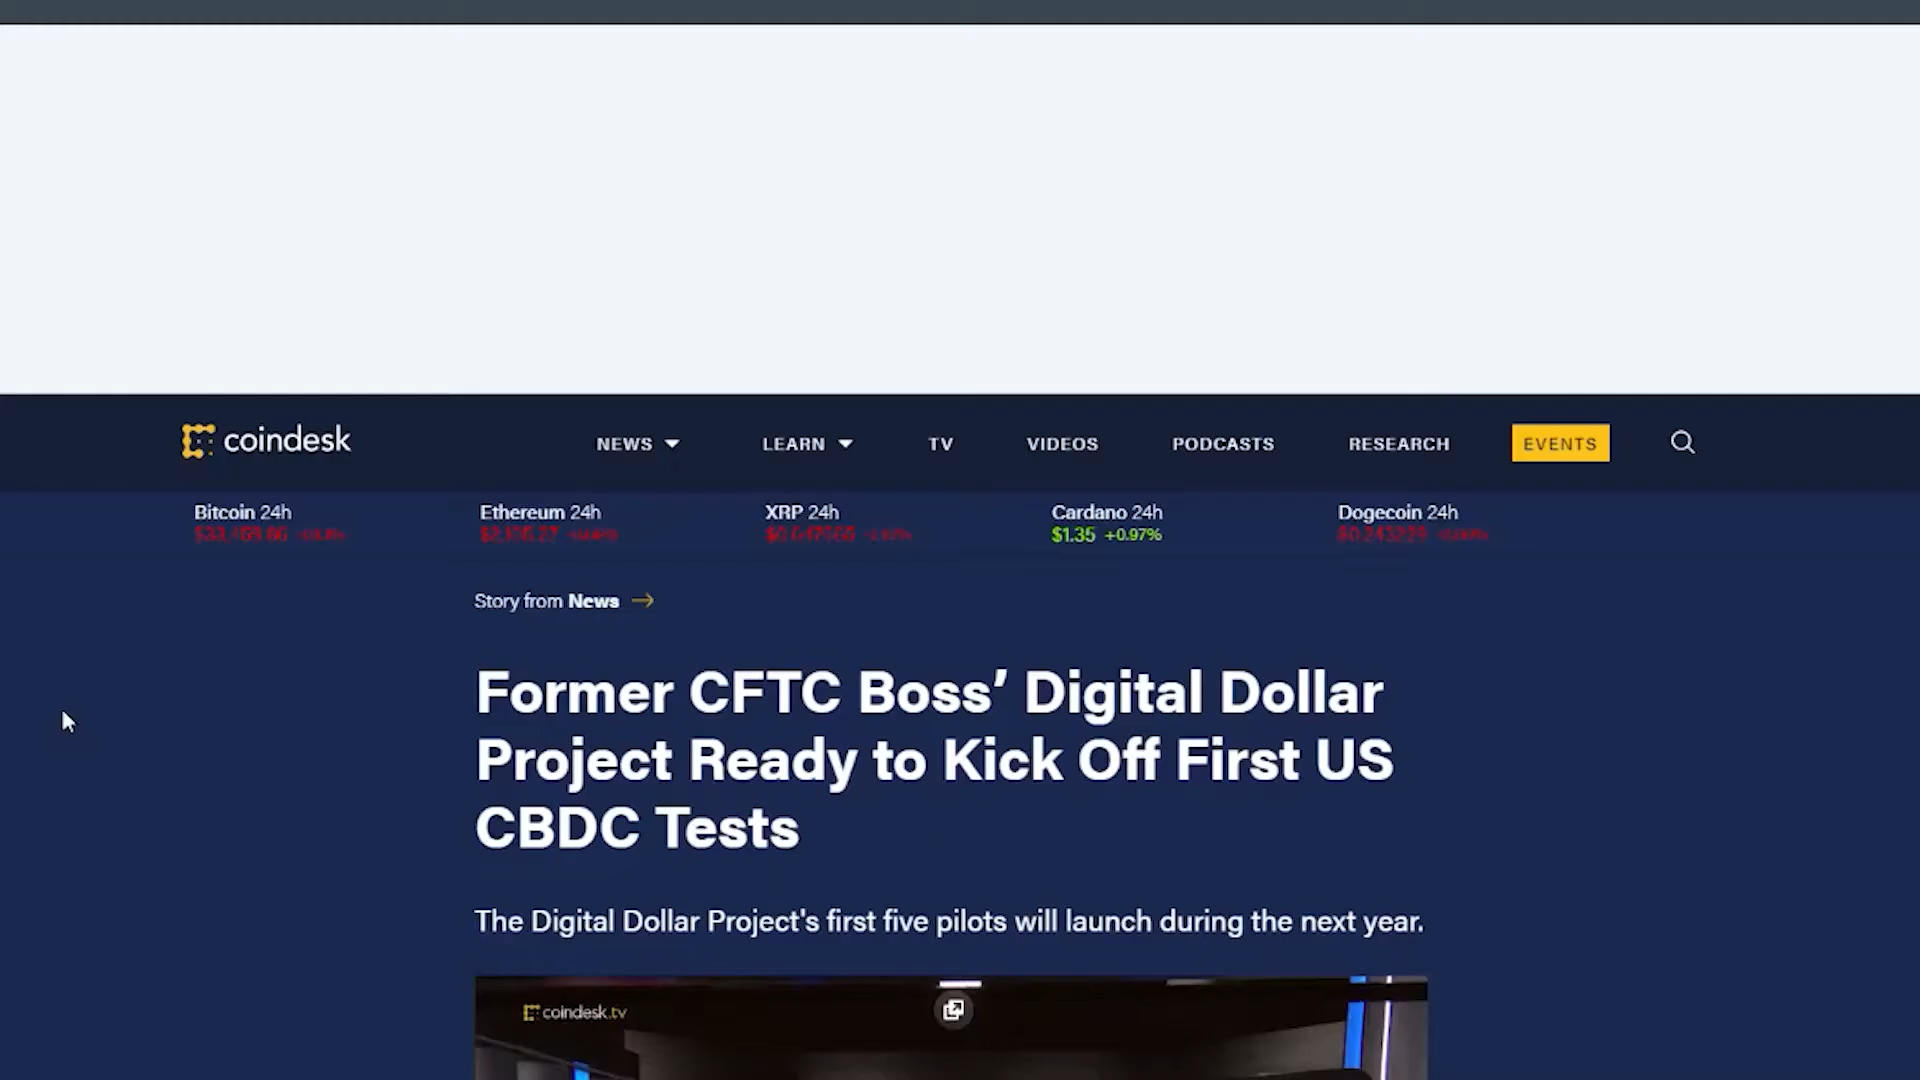 coindesk
NEWS LEARN TV VIDEOS PODCASTS RESEARCH EVENTS
Bitcoin 24h Ethereum 24h XRP 24h Cardano 24h Dogecoin 24h
$1.35 +0.97%
Story from News
Former CFTC Boss’ Digital Dollar
Project Ready to Kick Off First US
CBDC Tests
The Digital Dollar Project's first five pilots will launch during the next year.
coindesk.tv